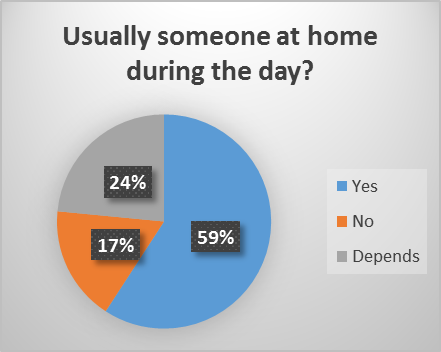 Usually someone at home
during the day?
24%
17%
59%
Yes
No
Depends